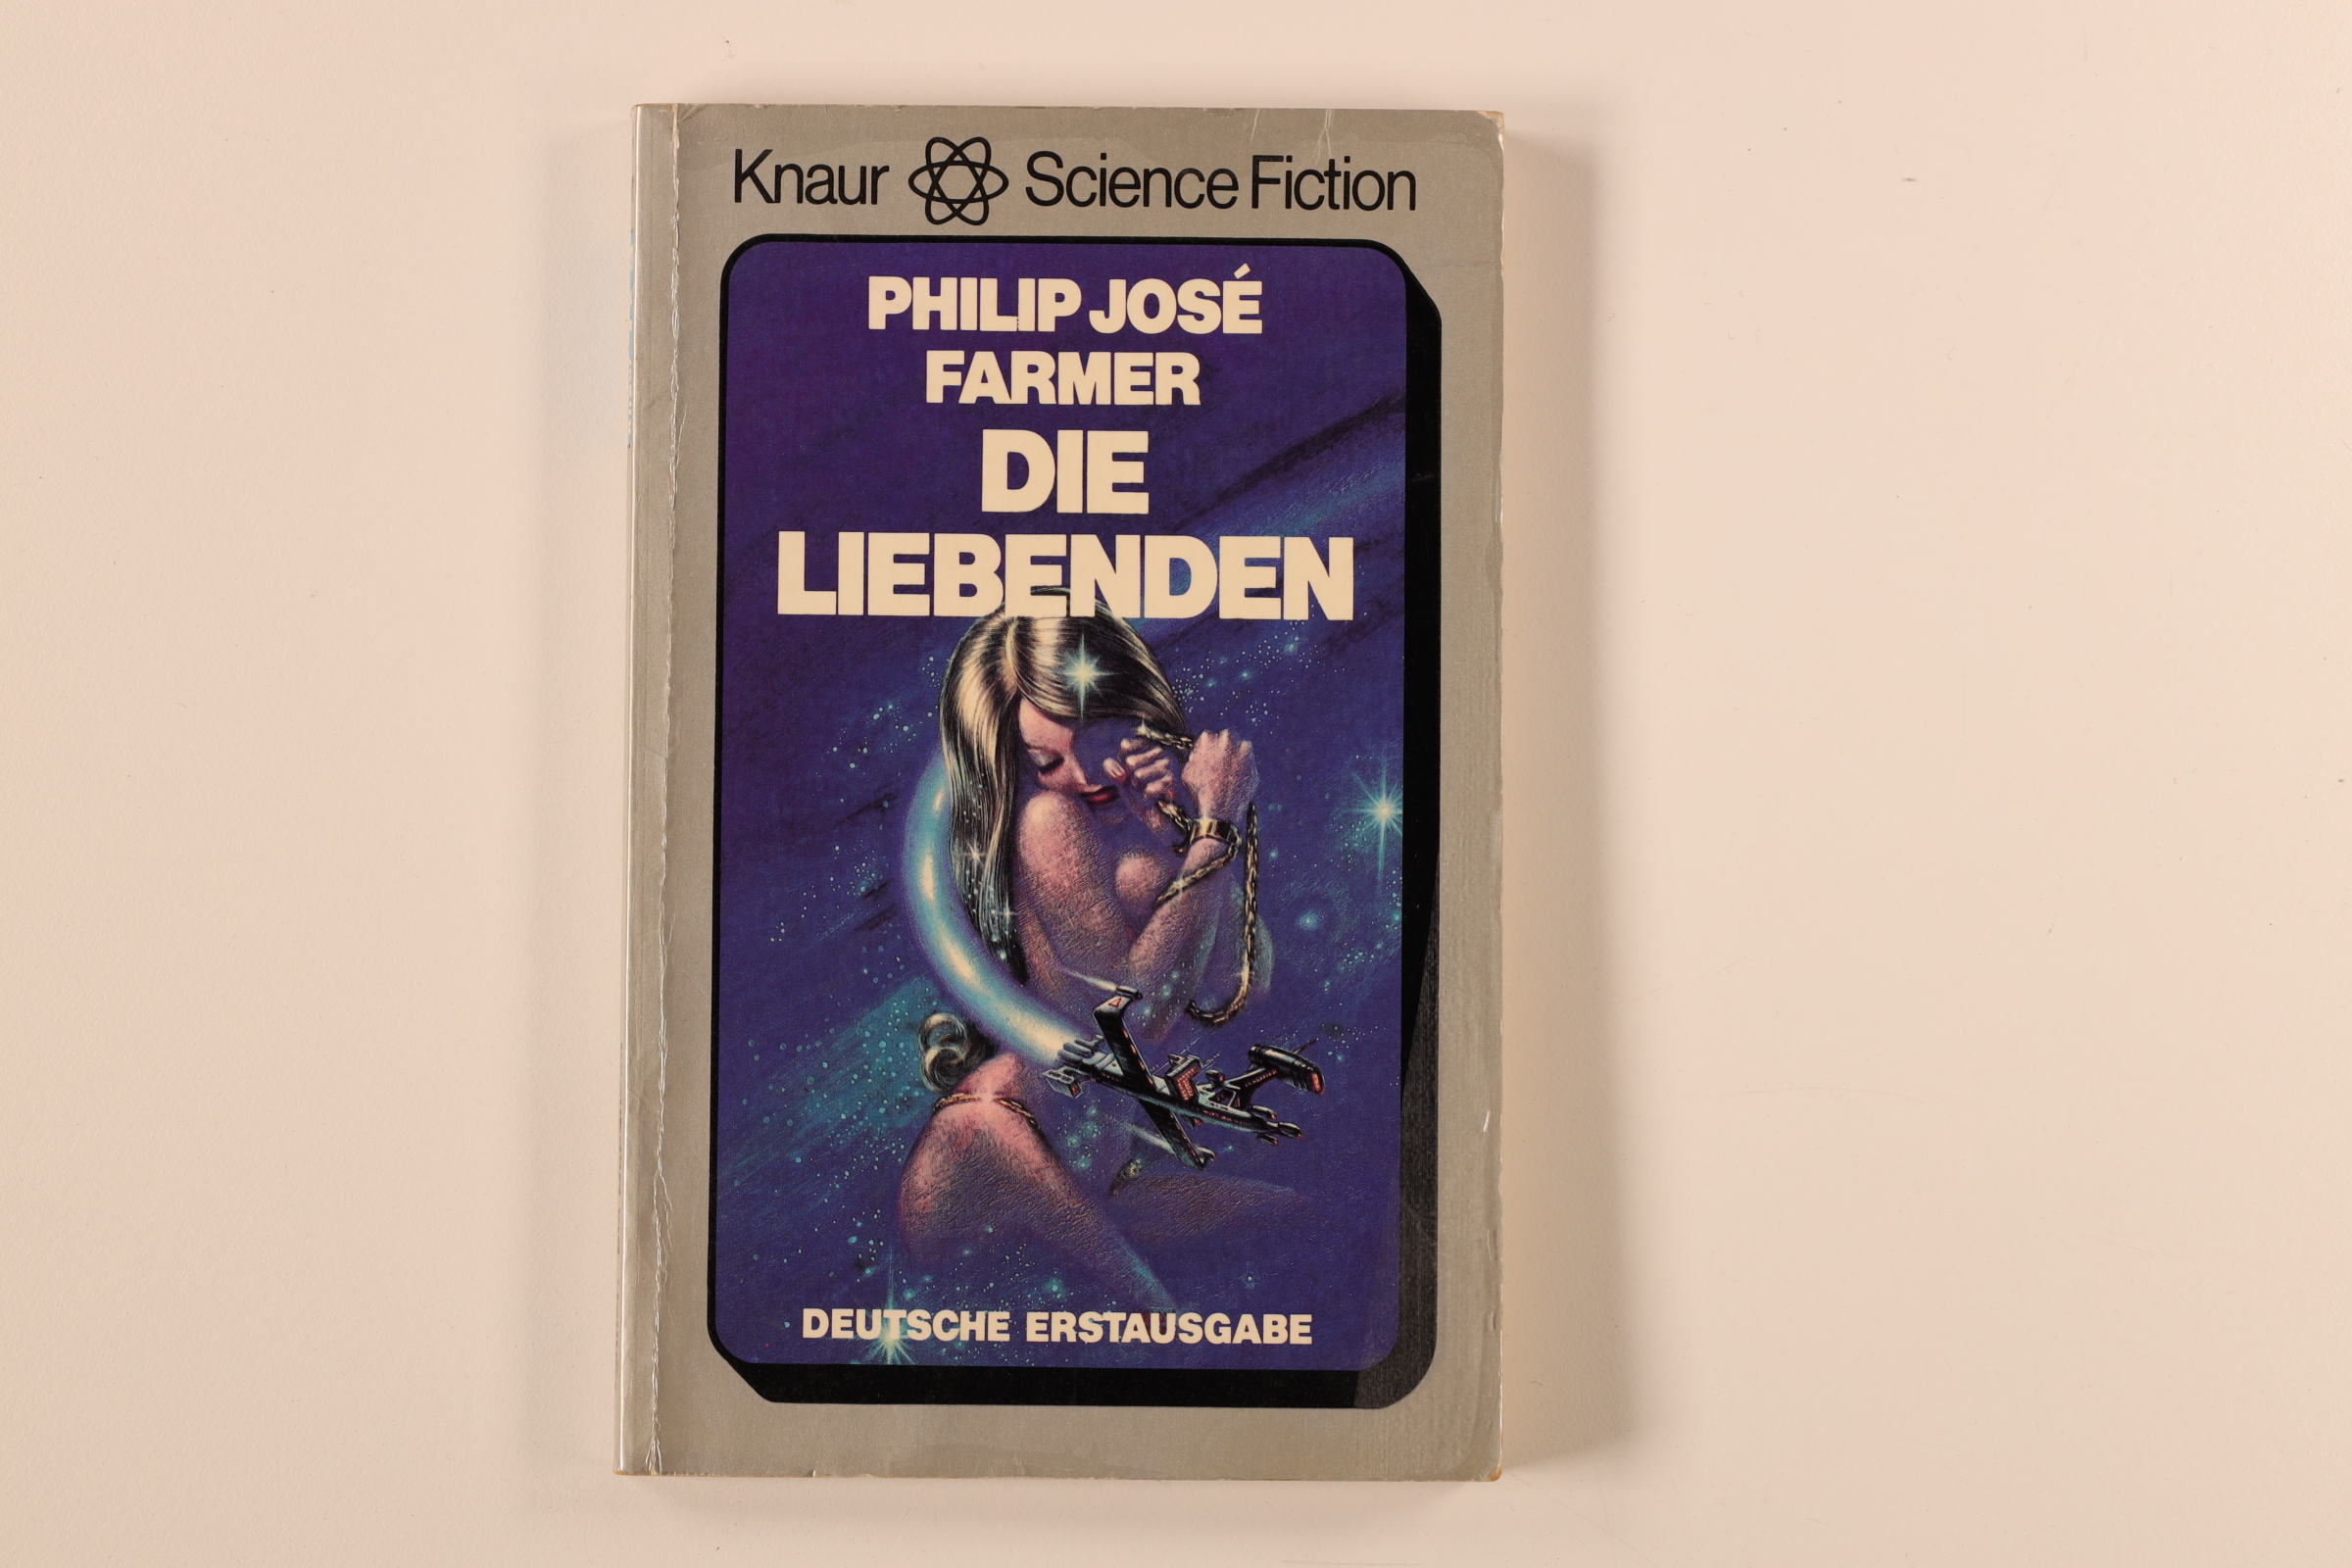 Knaur Science Fiction
PHILIP JOSÉ
FARMER
DIE
LIEBENDEN
DEUTSCHE ERSTAUSGABE